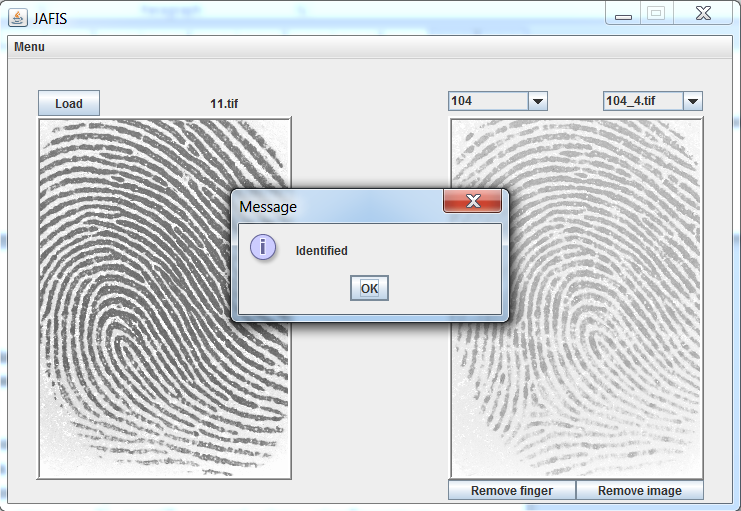 JAFIS
Menu
Load
11.tif
104
104_4.tif
Message
Identified
OK
Remove finger
Remove image